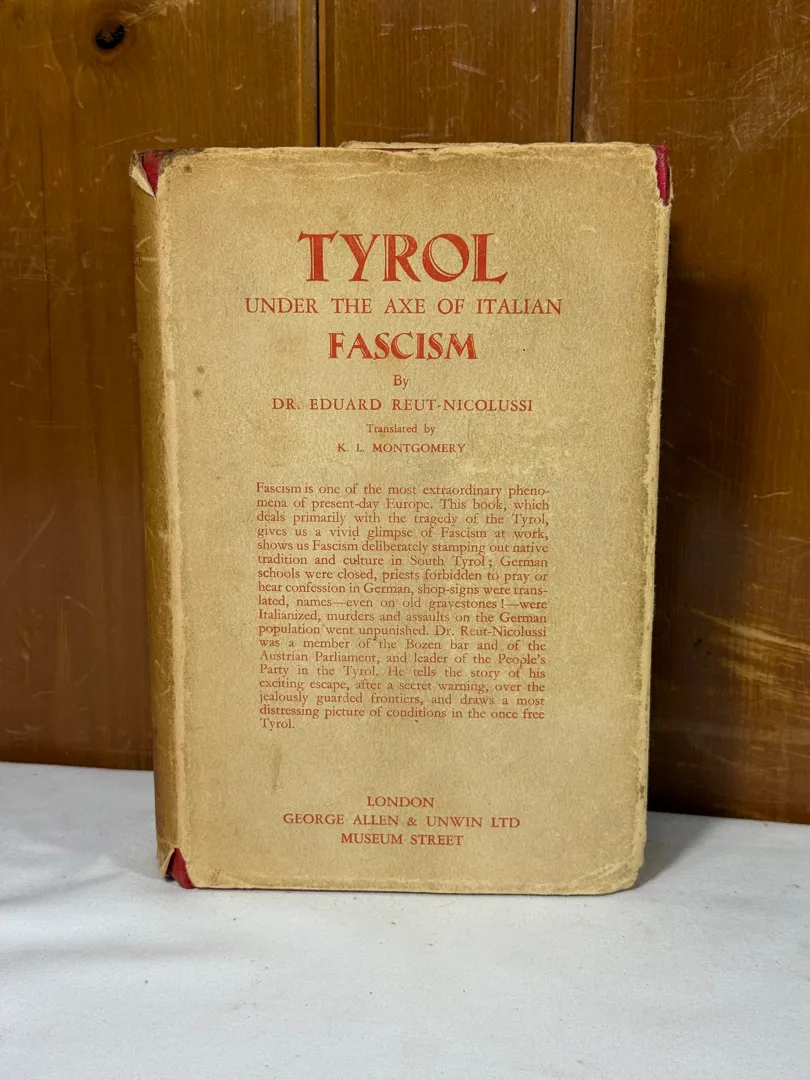 TYROL
UNDER THE AXE OF ITALIAN
FASCISM
By
DR. EDUARD REUT-NICOLUSSI
Translated by
K. L. MONTGOMERY
Fascism is one of the most extraordinary pheno-
mena of present-day Europe. This book, which
deals primarily with the tragedy of the Tyrol,
gives us a vivid glimpse of Fascism at work,
shows us Fascism deliberately stamping out native
tradition and culture in South Tyrol; German
schools were closed, priests forbidden to pray or
hear confession in German, shop-signs were trans-
lated, names—even on old gravestones!—were
Italianized, murders and assaults on the German
population went unpunished. Dr. Reut-Nicolussi
was a member of the Bozen bar and of the
Austrian Parliament, and leader of the People's
Party in the Tyrol. He tells the story of his
exciting escape, after a secret warning, over the
jealously guarded frontiers, and draws a most
distressing picture of conditions in the once free
Tyrol.
LONDON
GEORGE ALLEN & UNWIN LTD
MUSEUM STREET